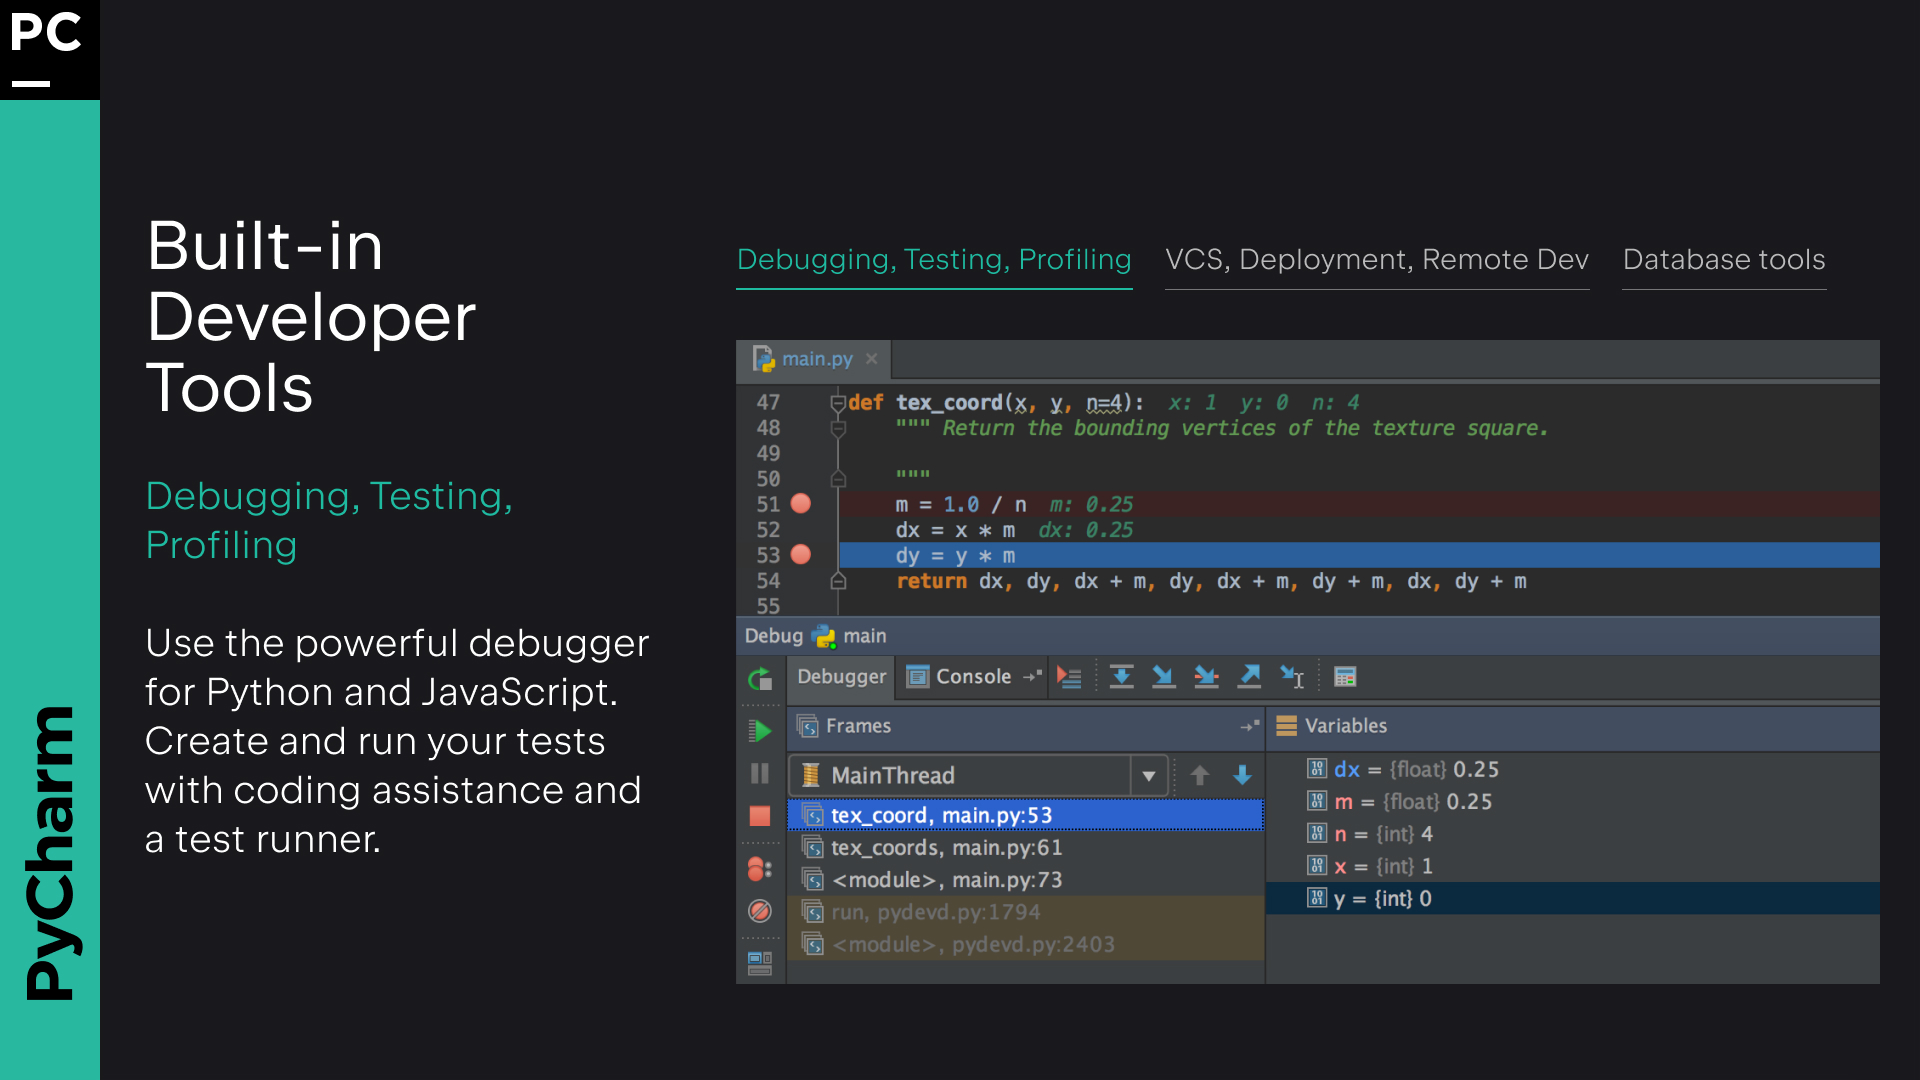 PC
PyCharm
Built-in
Developer
Tools
Debugging, Testing,
Profiling
Use the powerful debugger
for Python and JavaScript.
Create and run your tests
with coding assistance and
a test runner.
Debugging, Testing, Profiling
VCS, Deployment, Remote Dev
Database tools
main.py
47 def tex_coord(x, y, n=4): x: 1 y: 0 n: 4
48 """ Return the bounding vertices of the texture square.
49
50 """
51 m = 1.0 / n m: 0.25
52 dx = x * m dx: 0.25
53 dy = y * m
54 return dx, dy, dx + m, dy, dx + m, dy + m, dx, dy + m
55
Debug main
Debugger
Console
Frames
MainThread
tex_coord, main.py:53
tex_coords, main.py:61
<module>, main.py:73
run, pydevd.py:1794
<module>, pydevd.py:2403
Variables
dx = {float} 0.25
m = {float} 0.25
n = {int} 4
x = {int} 1
y = {int} 0